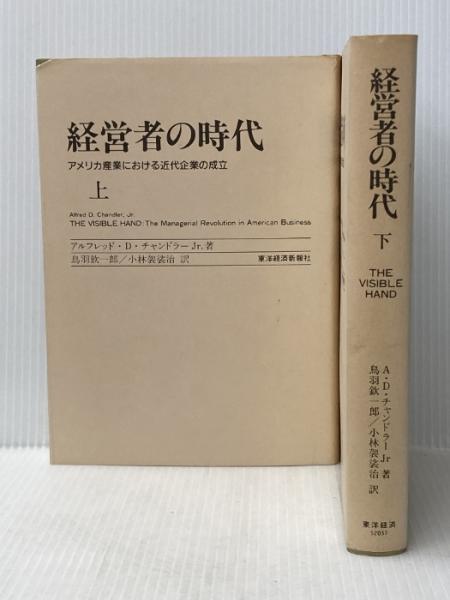 経営者の時代
アメリカ産業における近代企業の成立
上
Alfred D. Chandler, Jr.
THE VISIBLE HAND: The Managerial Revolution in American Business
アルフレッド・D・チャンドラー Jr. 著
鳥羽欽一郎／小林袈裟治 訳
東洋経済新報社
経営者の時代
下
THE
VISIBLE
HAND
A・D・チャンドラー Jr 著
鳥羽欽一郎／小林袈裟治 訳
東洋経済